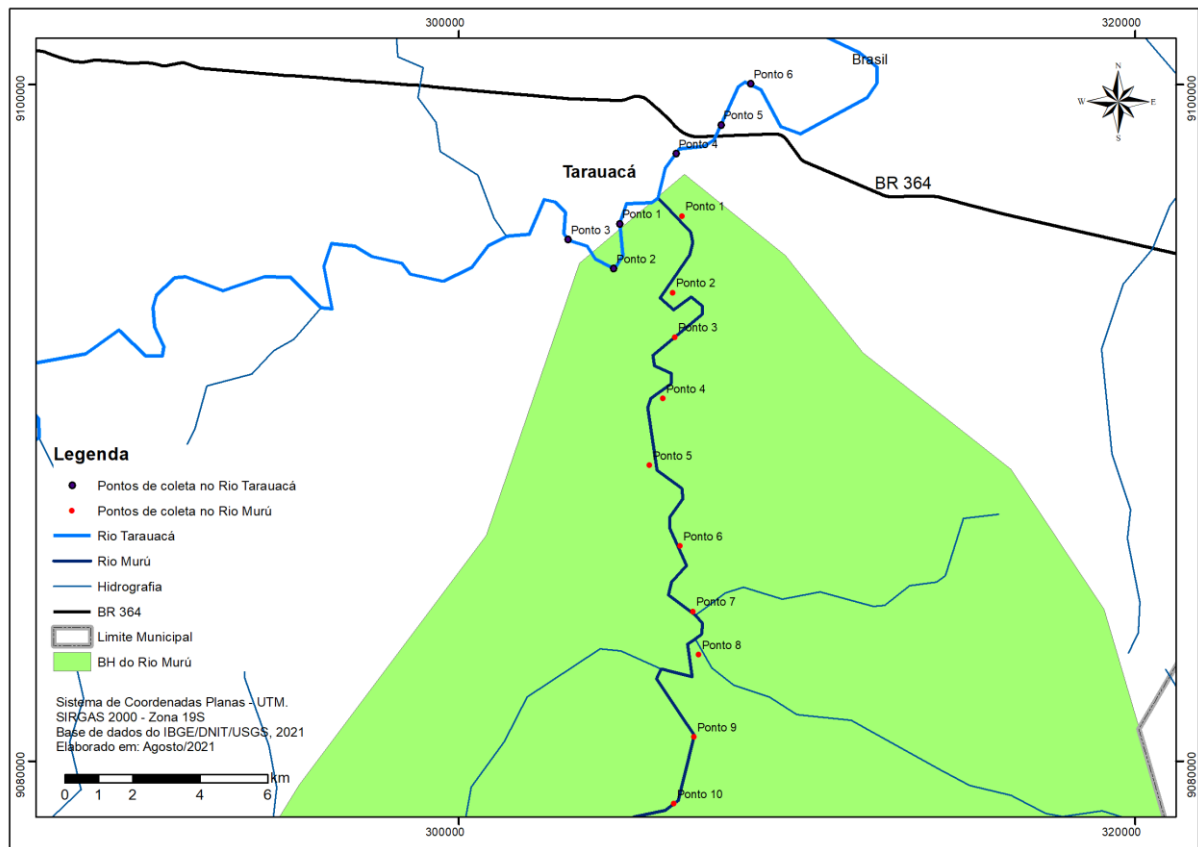 300000
320000
9100000
9100000
Brasil
N
W
E
S
Ponto 6
Ponto 5
Ponto 4
Tarauacá
BR 364
Ponto 1
Ponto 1
Ponto 3
Ponto 2
Ponto 2
Ponto 3
Ponto 4
Ponto 5
Ponto 6
Ponto 7
Ponto 8
Ponto 9
Ponto 10
Legenda
Pontos de coleta no Rio Tarauacá
Pontos de coleta no Rio Murú
Rio Tarauacá
Rio Murú
Hidrografia
BR 364
Limite Municipal
BH do Rio Murú
Sistema de Coordenadas Planas - UTM.
SIRGAS 2000 - Zona 19S
Base de dados do IBGE/DNIT/USGS, 2021
Elaborado em: Agosto/2021
km
0 1 2 4 6
9080000
9080000
300000
320000